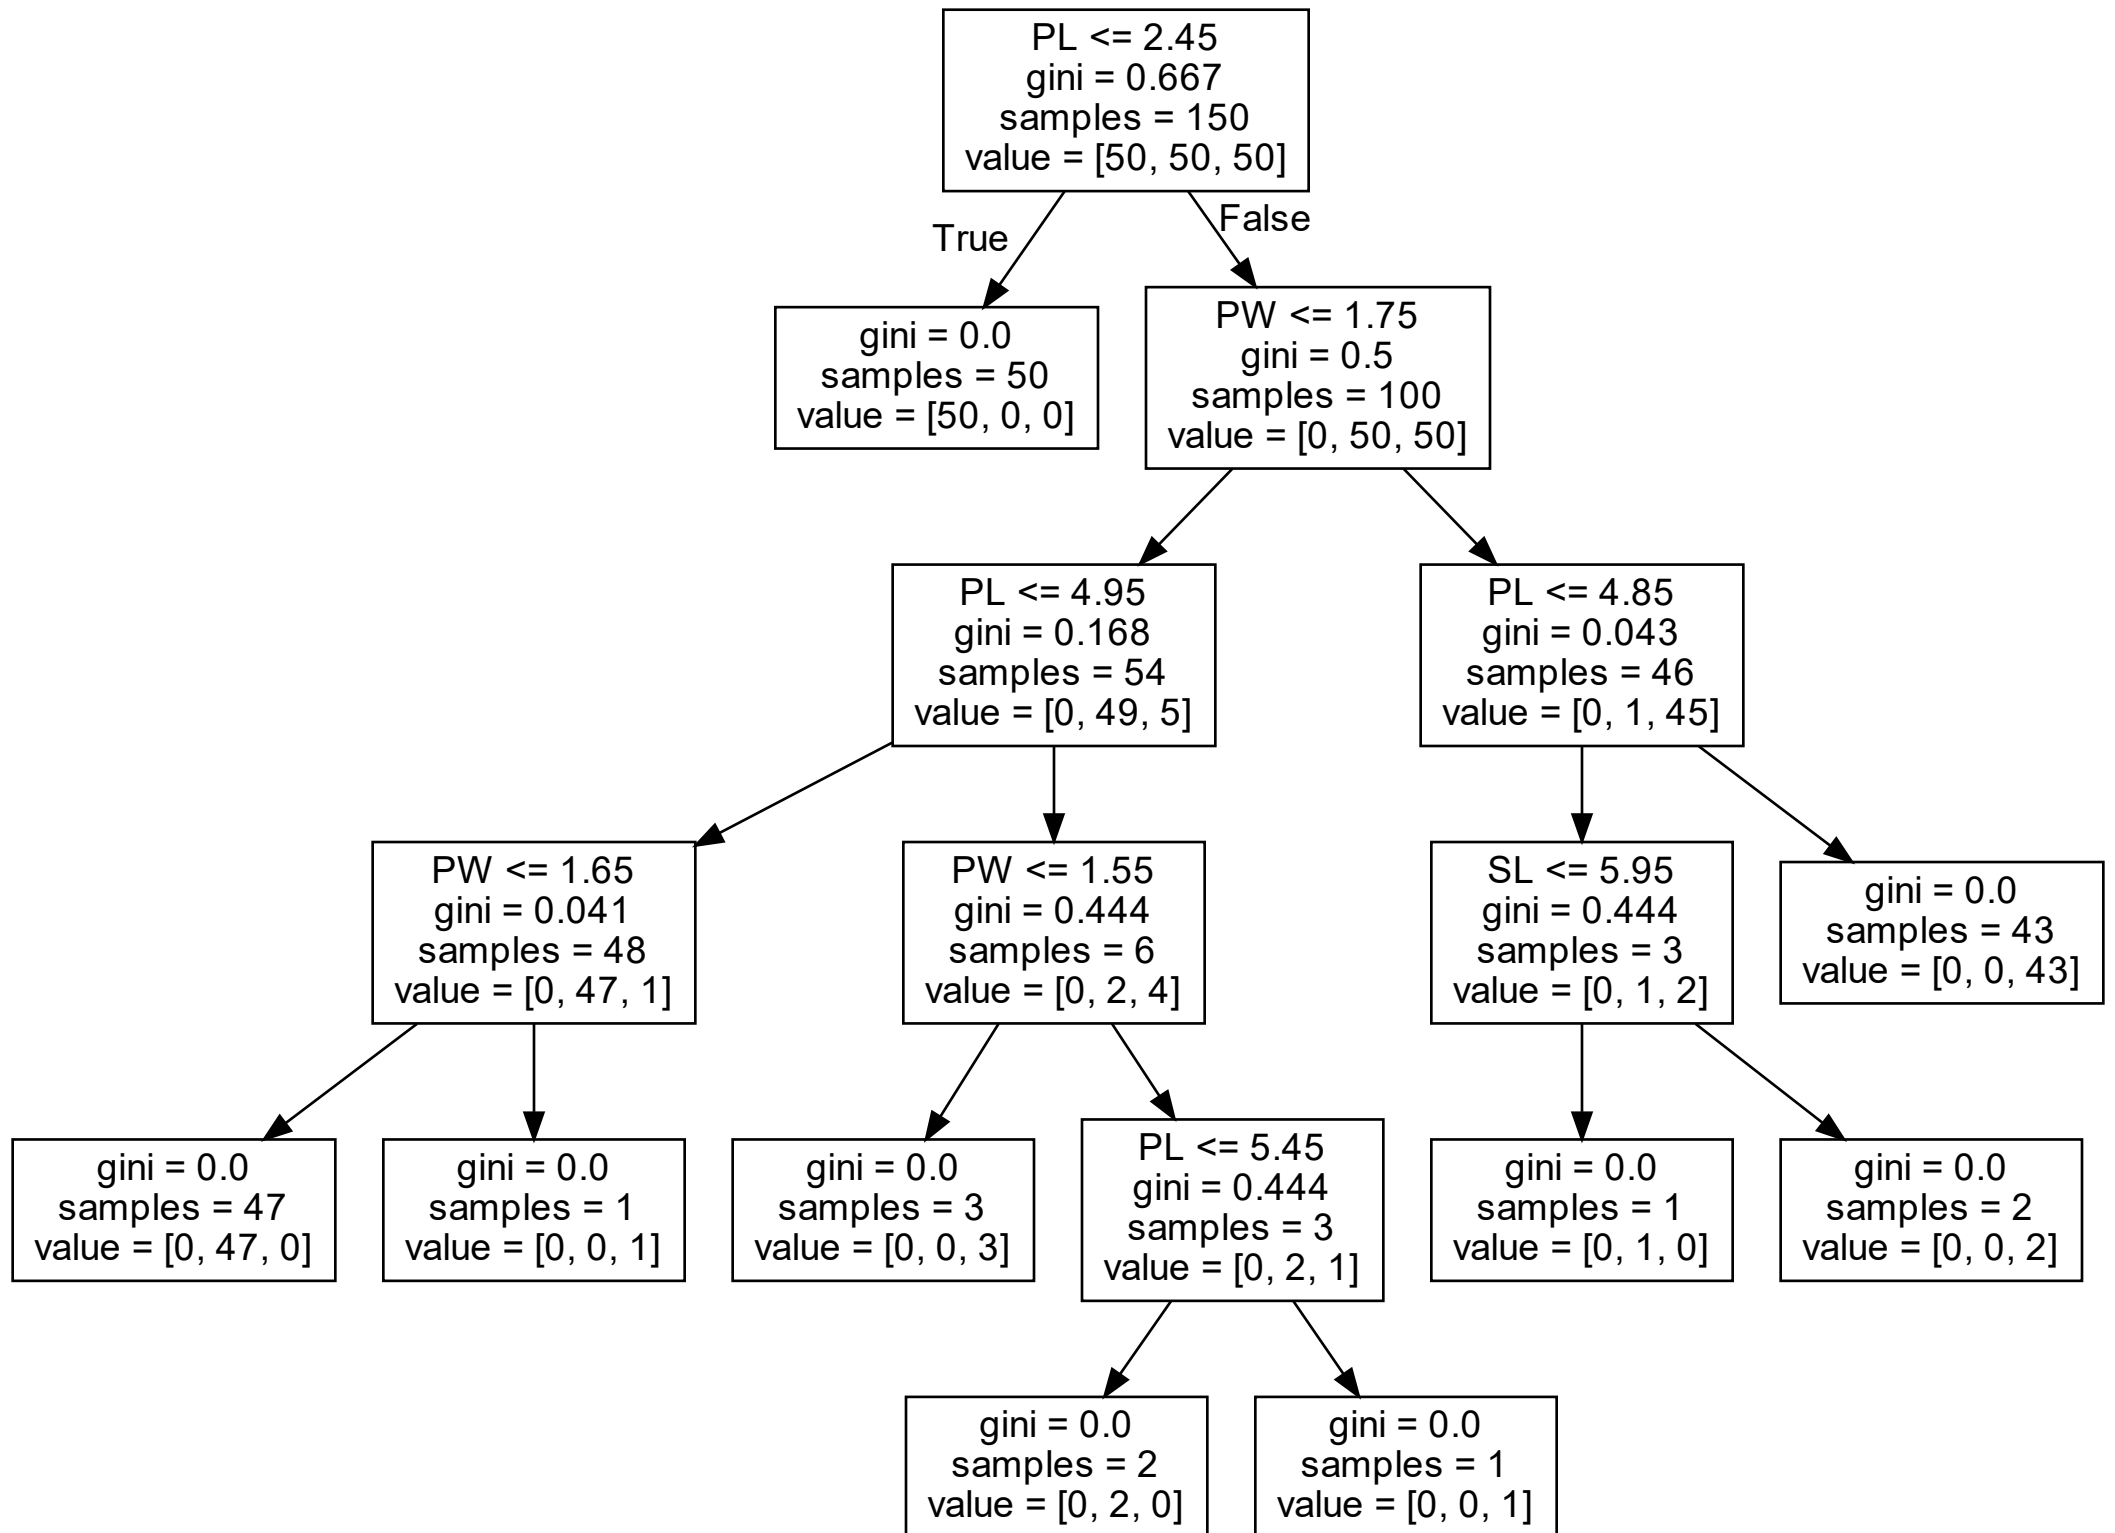 PL <= 2.45
gini = 0.667
samples = 150
value = [50, 50, 50]
True
False
gini = 0.0
samples = 50
value = [50, 0, 0]
PW <= 1.75
gini = 0.5
samples = 100
value = [0, 50, 50]
PL <= 4.95
gini = 0.168
samples = 54
value = [0, 49, 5]
PL <= 4.85
gini = 0.043
samples = 46
value = [0, 1, 45]
PW <= 1.65
gini = 0.041
samples = 48
value = [0, 47, 1]
PW <= 1.55
gini = 0.444
samples = 6
value = [0, 2, 4]
SL <= 5.95
gini = 0.444
samples = 3
value = [0, 1, 2]
gini = 0.0
samples = 43
value = [0, 0, 43]
gini = 0.0
samples = 47
value = [0, 47, 0]
gini = 0.0
samples = 1
value = [0, 0, 1]
gini = 0.0
samples = 3
value = [0, 0, 3]
PL <= 5.45
gini = 0.444
samples = 3
value = [0, 2, 1]
gini = 0.0
samples = 1
value = [0, 1, 0]
gini = 0.0
samples = 2
value = [0, 0, 2]
gini = 0.0
samples = 2
value = [0, 2, 0]
gini = 0.0
samples = 1
value = [0, 0, 1]